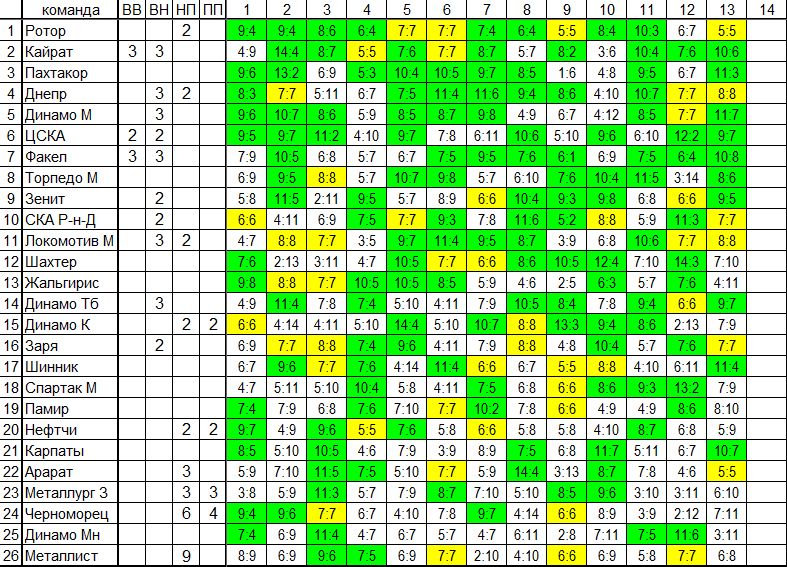 команда ВВ ВН НП ПП 1 2 3 4 5 6 7 8 9 10 11 12 13 14
1 Ротор 2 9:4 9:4 8:6 6:4 7:7 7:7 7:4 6:4 5:5 8:4 10:3 6:7 5:5
2 Кайрат 3 3 4:9 14:4 8:7 5:5 7:6 7:7 8:7 5:7 8:2 3:6 10:4 7:6 10:6
3 Пахтакор 9:6 13:2 6:9 5:3 10:4 10:5 9:7 8:5 1:6 4:8 9:5 6:7 11:3
4 Днепр 3 2 8:3 7:7 5:11 6:7 7:5 11:4 11:6 9:4 8:6 4:10 10:7 7:7 8:8
5 Динамо М 3 9:6 10:7 8:6 5:9 8:5 8:7 9:8 4:9 6:7 4:12 8:5 7:7 11:7
6 ЦСКА 2 2 9:5 9:7 11:2 4:10 9:7 7:8 6:11 10:6 5:10 9:6 6:10 12:2 9:7
7 Факел 3 3 7:9 10:5 6:8 5:7 6:7 7:5 9:5 7:6 6:1 6:9 7:5 6:4 10:8
8 Торпедо М 6:9 9:5 8:8 5:7 10:7 9:8 5:7 6:10 7:6 10:4 11:5 3:14 8:6
9 Зенит 2 5:8 11:5 2:11 9:5 5:7 8:9 6:6 10:4 9:3 9:8 6:8 6:6 9:5
10 СКА Р-н-Д 2 6:6 4:11 6:9 7:5 7:7 9:3 7:8 11:6 5:2 8:8 5:9 11:3 7:7
11 Локомотив М 3 2 4:7 8:8 7:7 3:5 9:7 11:4 9:5 8:7 3:9 6:8 10:6 7:7 8:8
12 Шахтер 7:6 2:13 3:11 4:7 10:5 7:7 6:6 8:6 10:5 12:4 7:10 14:3 7:10
13 Жальгирис 9:8 8:8 7:7 10:5 10:5 8:5 5:9 4:6 2:5 6:3 5:7 7:6 4:11
14 Динамо Тб 3 4:9 11:4 7:8 7:4 5:10 4:11 7:9 10:5 8:4 7:8 9:4 6:6 9:7
15 Динамо К 2 2 6:6 4:14 4:11 5:10 14:4 5:10 10:7 8:8 13:3 9:4 8:6 2:13 7:9
16 Заря 2 6:9 7:7 8:8 7:4 9:6 4:11 7:9 8:8 4:8 10:4 5:7 7:6 7:7
17 Шинник 6:7 9:6 7:7 7:6 4:14 11:4 6:6 6:7 5:5 8:8 4:10 6:11 11:4
18 Спартак М 4:7 5:11 5:10 10:4 5:8 4:11 7:5 6:8 6:6 8:6 9:3 13:2 7:9
19 Памир 7:4 7:9 6:8 7:6 7:10 7:7 10:2 7:8 6:6 4:9 4:9 8:6 8:10
20 Нефтчи 2 2 9:7 4:9 9:6 5:5 7:6 5:8 6:6 5:8 5:8 4:10 8:7 6:8 5:9
21 Карпаты 8:5 5:10 10:5 4:6 7:9 3:9 8:9 7:5 6:8 11:7 5:11 6:7 10:7
22 Арарат 3 5:9 7:10 11:5 7:5 5:10 7:7 5:9 14:4 3:13 8:7 7:8 4:6 5:5
23 Металлург З 3 3 3:8 5:9 11:3 5:7 7:9 8:7 7:10 5:10 8:5 9:6 3:10 3:11 6:10
24 Черноморец 6 4 9:4 9:6 7:7 6:7 4:10 7:8 9:7 4:14 6:6 8:9 3:9 2:12 7:11
25 Динамо Мн 7:4 6:9 11:4 4:7 6:7 5:7 4:7 6:11 2:8 7:11 7:5 11:6 3:11
26 Металлист 9 8:9 6:9 9:6 7:5 6:9 7:7 2:10 4:10 6:6 6:9 5:8 7:7 6:8